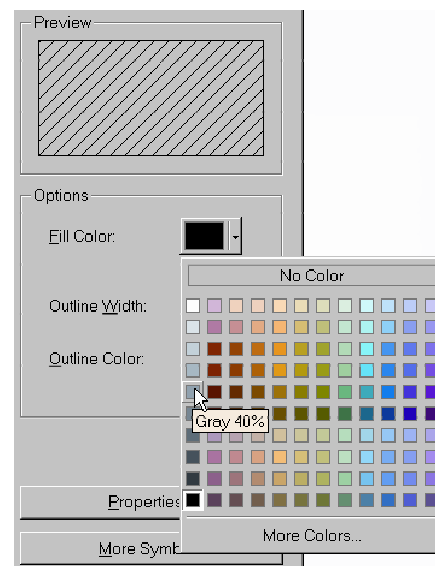 Preview
Options
Fill Color:
No Color
Outline Width:
Outline Color:
Gray 40%
Properties
More Colors...
More Symb